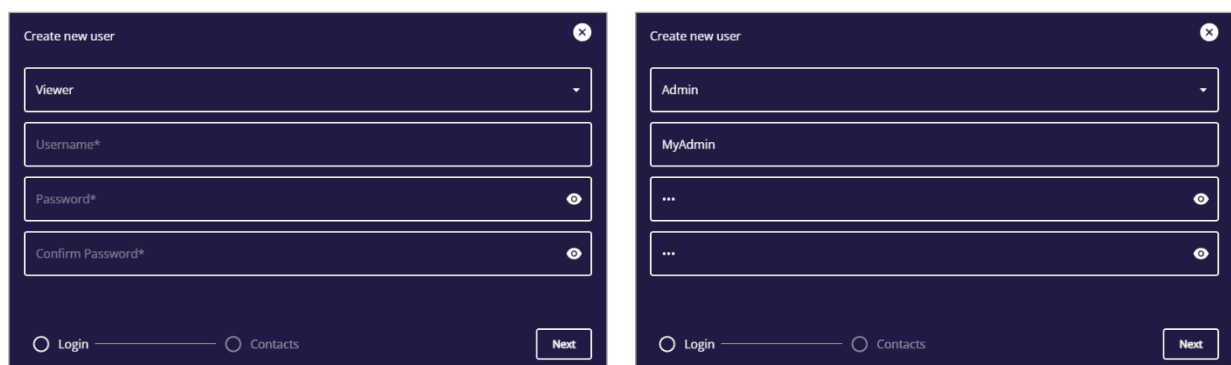 Create new user
Viewer
Username*
Password*
Confirm Password*
Login
Contacts
Next
Create new user
Admin
MyAdmin
•••
•••
Login
Contacts
Next